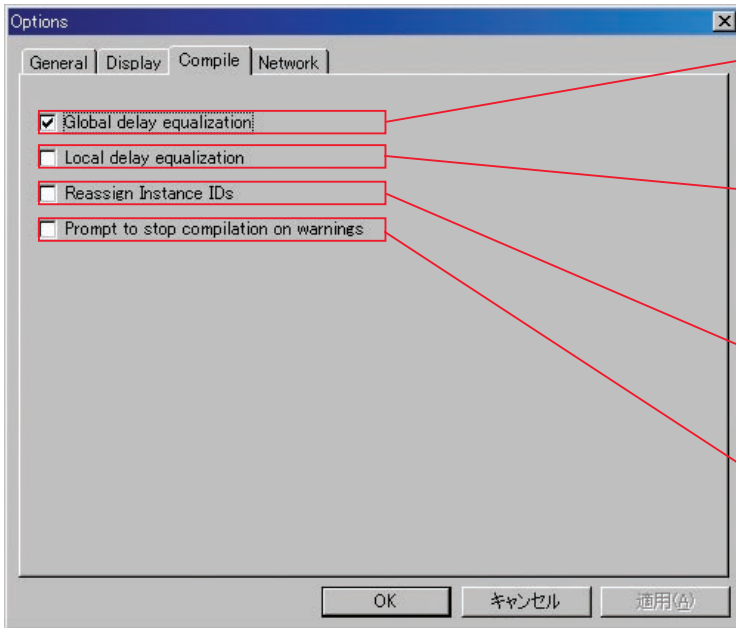 Options
General Display Compile Network
Global delay equalization
Local delay equalization
Reassign Instance IDs
Prompt to stop compilation on warnings
OK キャンセル 適用(A)